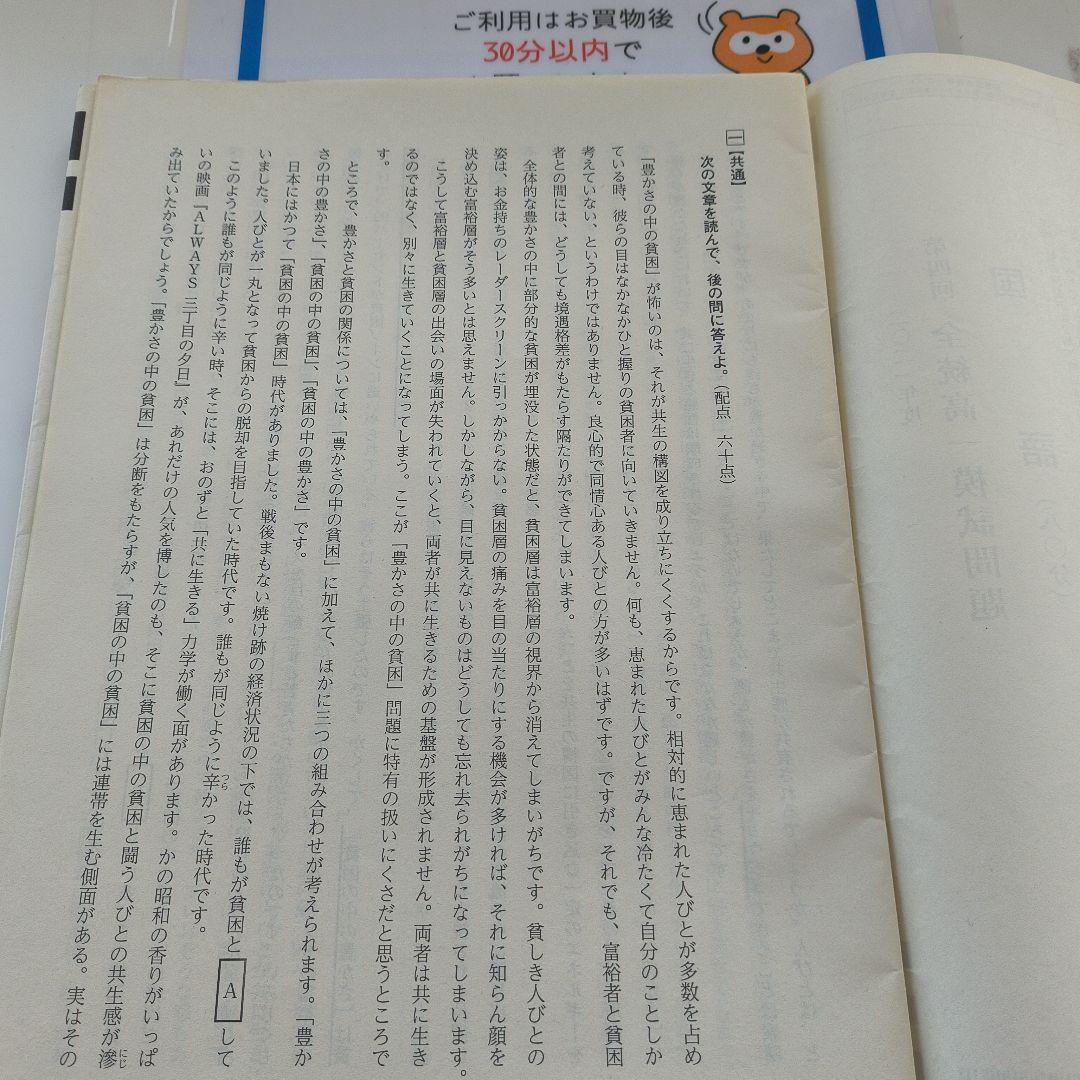 ご利用はお買物後
30分以内で
一【共通】
次の文章を読んで、後の問に答えよ。(配点 六十点)
「豊かさの中の貧困」が怖いのは、それが共生の構図を成り立ちにくくするからです。相対的に恵まれた人びとが多数を占め
ている時、彼らの目はなかなかひと握りの貧困者に向いていきません。何も、恵まれた人びとがみんな冷たくて自分のことしか
考えていない、というわけではありません。良心的で同情心ある人びとの方が多いはずです。ですが、それでも、富裕者と貧困
者との間には、どうしても境遇格差がもたらす隔たりができてしまいます。
全体的な豊かさの中に部分的な貧困が埋没した状態だと、貧困層は富裕層の視界から消えてしまいがちです。貧しき人びとの
姿は、お金持ちのレーダースクリーンに引っかからない。貧困層の痛みを目の当たりにする機会が多ければ、それに知らん顔を
決め込む富裕層がそう多いとは思えません。しかしながら、目に見えないものはどうしても忘れ去られがちになってしまいます。
こうして富裕層と貧困層の出会いの場面が失われていくと、両者が共に生きるための基盤が形成されません。両者は共に生き
るのではなく、別々に生きていくことになってしまう。ここが「豊かさの中の貧困」問題に特有の扱いにくさだと思うところで
す。
ところで、豊かさと貧困の関係については、「豊かさの中の貧困」に加えて、ほかに三つの組み合わせが考えられます。「豊か
さの中の豊かさ」、「貧困の中の貧困」、「貧困の中の豊かさ」です。
日本にはかつて「貧困の中の貧困」時代がありました。戦後まもない焼け跡の経済状況の下では、誰もが貧困と A して
いました。人びとが一丸となって貧困からの脱却を目指していた時代です。誰もが同じように辛かった時代です。
つら
このように誰もが同じように辛い時、そこには、おのずと「共に生きる」力学が働く面があります。かの昭和の香りがいっぱ
いの映画『ALWAYS 三丁目の夕日』が、あれだけの人気を博したのも、そこに貧困の中の貧困と闘う人びとの共生感が滲
にじ
み出ていたからでしょう。「豊かさの中の貧困」は分断をもたらすが、「貧困の中の貧困」には連帯を生む側面がある。実はその